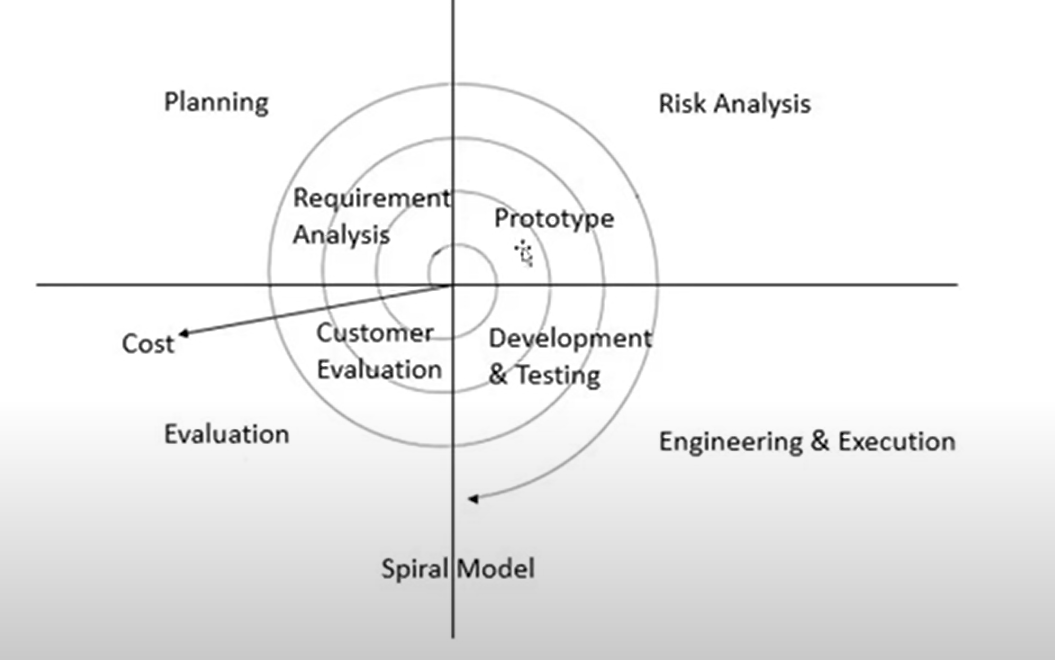 Planning
Risk Analysis
Requirement
Analysis
Prototype
Cost
Customer
Evaluation
Development
& Testing
Evaluation
Engineering & Execution
Spiral Model